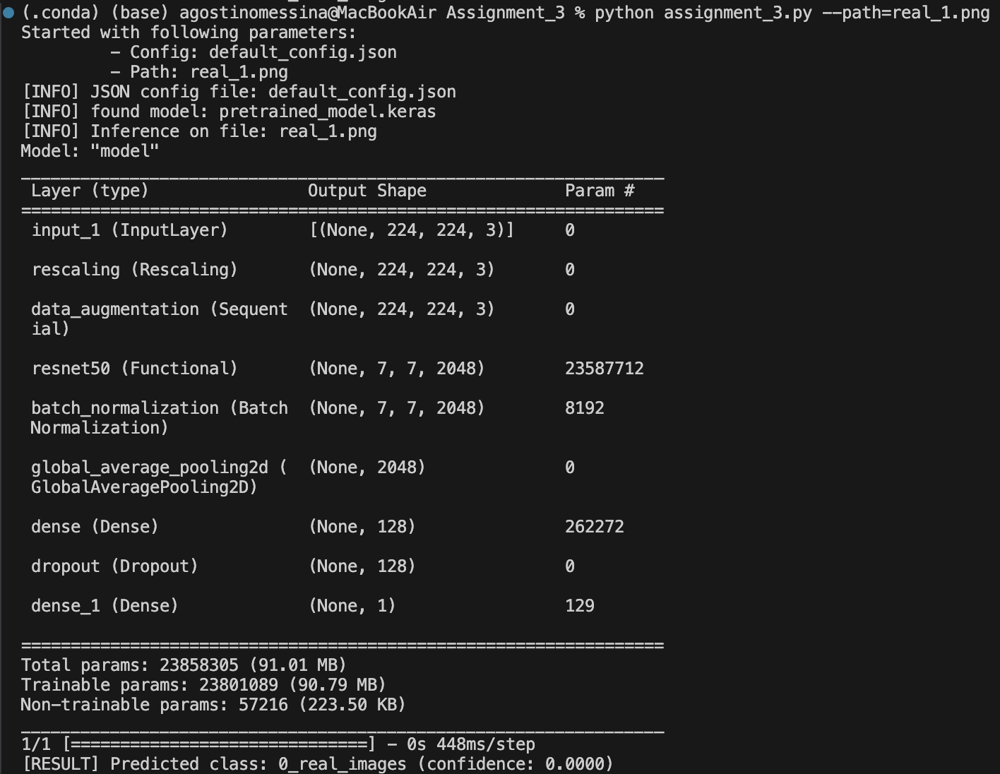 (.conda) (base) agostinomessina@MacBookAir Assignment_3 % python assignment_3.py --path=real_1.png
Started with following parameters:
- Config: default_config.json
- Path: real_1.png
[INFO] JSON config file: default_config.json
[INFO] found model: pretrained_model.keras
[INFO] Inference on file: real_1.png
Model: "model"
_________________________________________________________________
Layer (type) Output Shape Param #
=================================================================
input_1 (InputLayer) [(None, 224, 224, 3)] 0
rescaling (Rescaling) (None, 224, 224, 3) 0
data_augmentation (Sequent (None, 224, 224, 3) 0
ial)
resnet50 (Functional) (None, 7, 7, 2048) 23587712
batch_normalization (Batch (None, 7, 7, 2048) 8192
Normalization)
global_average_pooling2d ( (None, 2048) 0
GlobalAveragePooling2D)
dense (Dense) (None, 128) 262272
dropout (Dropout) (None, 128) 0
dense_1 (Dense) (None, 1) 129
=================================================================
Total params: 23858305 (91.01 MB)
Trainable params: 23801089 (90.79 MB)
Non-trainable params: 57216 (223.50 KB)
_________________________________________________________________
1/1 [==============================] - 0s 448ms/step
[RESULT] Predicted class: 0_real_images (confidence: 0.0000)